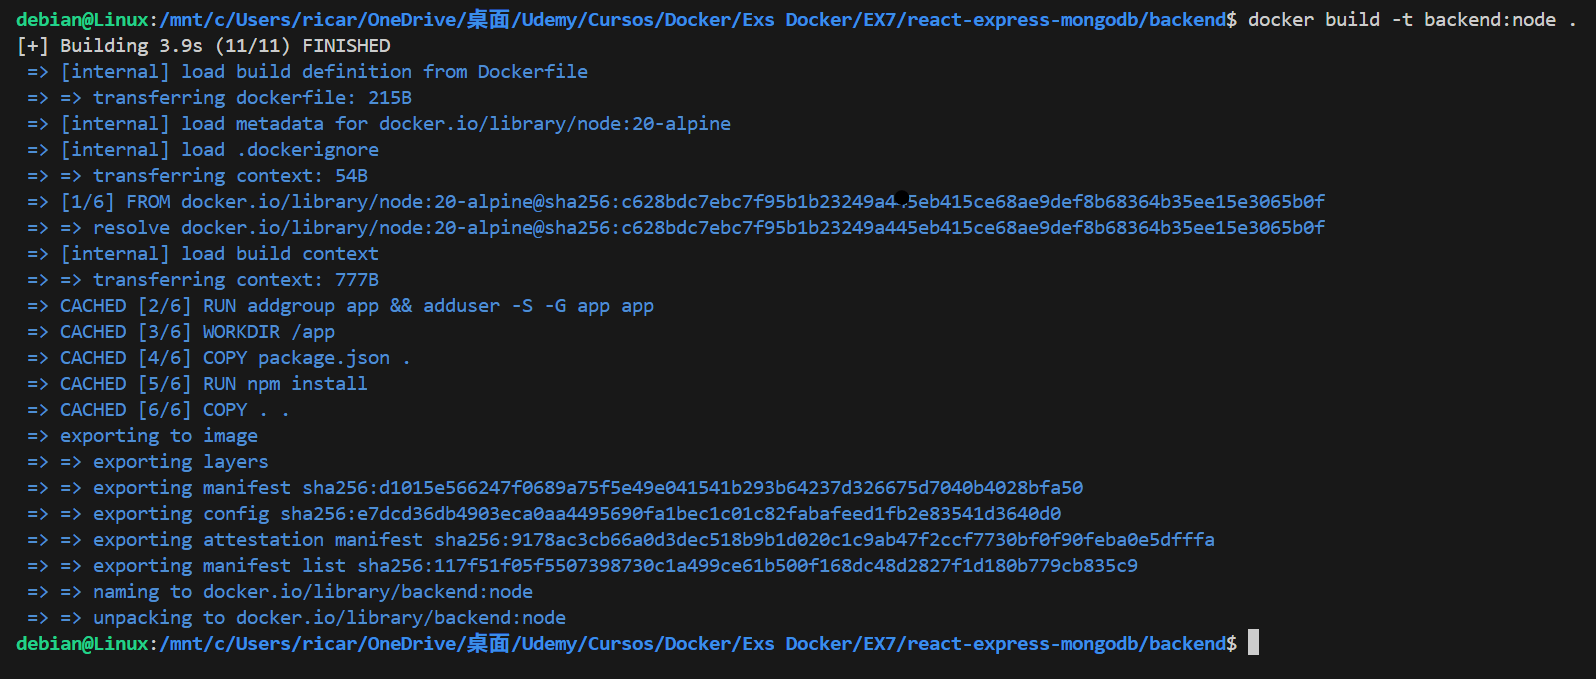 debian@Linux:/mnt/c/Users/ricar/OneDrive/桌面/Udemy/Cursos/Docker/Exs Docker/EX7/react-express-mongodb/backend$ docker build -t backend:node .
[+] Building 3.9s (11/11) FINISHED
=> [internal] load build definition from Dockerfile
=> => transferring dockerfile: 215B
=> [internal] load metadata for docker.io/library/node:20-alpine
=> [internal] load .dockerignore
=> => transferring context: 54B
=> [1/6] FROM docker.io/library/node:20-alpine@sha256:c628bdc7ebc7f95b1b23249a445eb415ce68ae9def8b68364b35ee15e3065b0f
=> => resolve docker.io/library/node:20-alpine@sha256:c628bdc7ebc7f95b1b23249a445eb415ce68ae9def8b68364b35ee15e3065b0f
=> [internal] load build context
=> => transferring context: 777B
=> CACHED [2/6] RUN addgroup app && adduser -S -G app app
=> CACHED [3/6] WORKDIR /app
=> CACHED [4/6] COPY package.json .
=> CACHED [5/6] RUN npm install
=> CACHED [6/6] COPY . .
=> exporting to image
=> => exporting layers
=> => exporting manifest sha256:d1015e566247f0689a75f5e49e041541b293b64237d326675d7040b4028bfa50
=> => exporting config sha256:e7dcd36db4903eca0aa4495690fa1bec1c01c82fabafeed1fb2e83541d3640d0
=> => exporting attestation manifest sha256:9178ac3cb66a0d3dec518b9b1d020c1c9ab47f2ccf7730bf0f90feba0e5dfffa
=> => exporting manifest list sha256:117f51f05f5507398730c1a499ce61b500f168dc48d2827f1d180b779cb835c9
=> => naming to docker.io/library/backend:node
=> => unpacking to docker.io/library/backend:node
debian@Linux:/mnt/c/Users/ricar/OneDrive/桌面/Udemy/Cursos/Docker/Exs Docker/EX7/react-express-mongodb/backend$